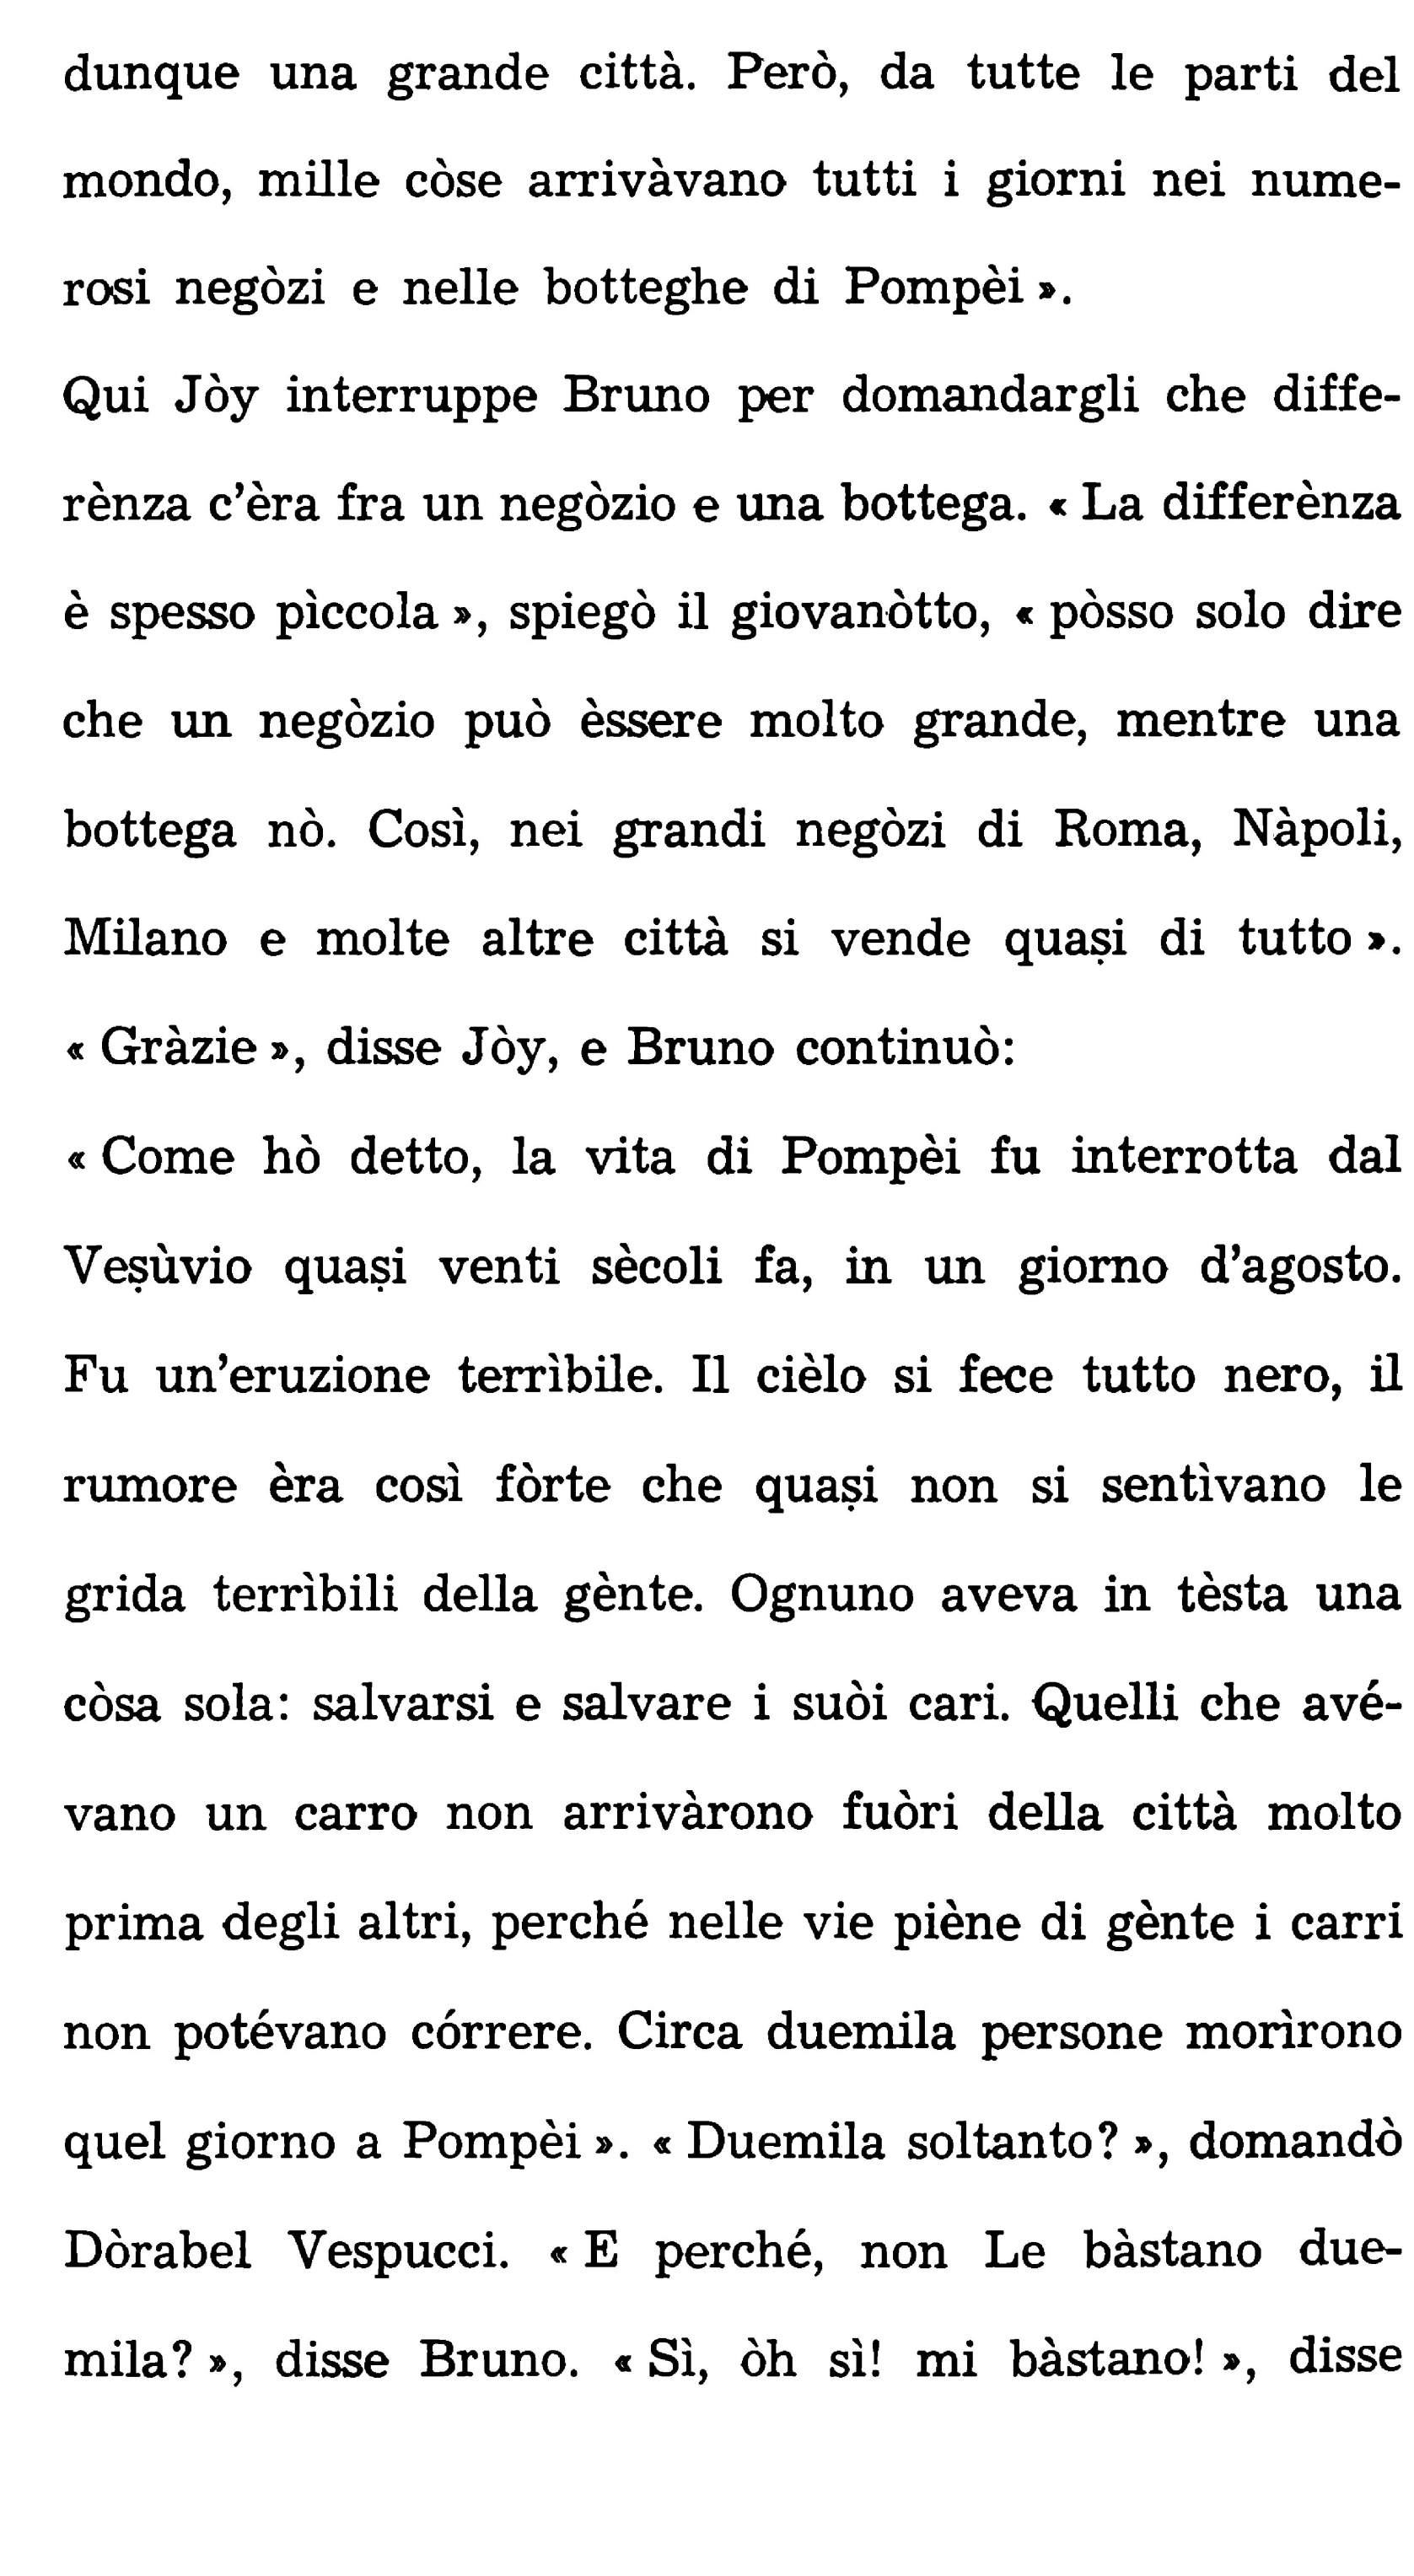 dunque una grande città. Però, da tutte le parti del
mondo, mille còse arrivàvano tutti i giorni nei nume-
rosi negòzi e nelle botteghe di Pompèi ».
Qui Jòy interruppe Bruno per domandargli che diffe-
rènza c'èra fra un negòzio e una bottega. « La differènza
è spesso pìccola », spiegò il giovanòtto, « pòsso solo dire
che un negòzio può èssere molto grande, mentre una
bottega nò. Così, nei grandi negòzi di Roma, Nàpoli,
Milano e molte altre città si vende quaṣi di tutto ».
« Gràzie », disse Jòy, e Bruno continuò:
« Come hò detto, la vita di Pompèi fu interrotta dal
Veṣùvio quaṣi venti sècoli fa, in un giorno d'agosto.
Fu un'eruzione terrìbile. Il cièlo si fece tutto nero, il
rumore èra così fòrte che quaṣi non si sentìvano le
grida terrìbili della gènte. Ognuno aveva in tèsta una
còsa sola: salvarsi e salvare i suòi cari. Quelli che avé-
vano un carro non arrivàrono fuòri della città molto
prima degli altri, perché nelle vie piène di gènte i carri
non potévano córrere. Circa duemila persone morìrono
quel giorno a Pompèi ». « Duemila soltanto? », domandò
Dòrabel Vespucci. « E perché, non Le bàstano due-
mila? », disse Bruno. « Sì, òh sì! mi bàstano! », disse